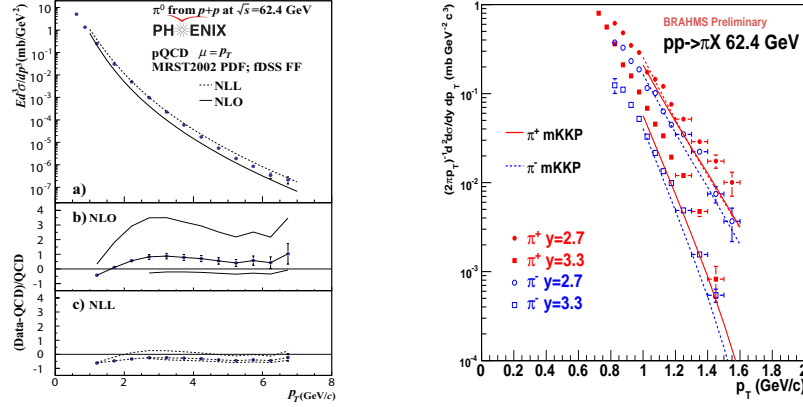 π⁰ from p+p at √s=62.4 GeV
PHENIX
pQCD μ=p_T
MRST2002 PDF; fDSS FF
NLL
NLO
Ed³σ/dp³(mb/GeV²)
10
1
10⁻¹
10⁻²
10⁻³
10⁻⁴
10⁻⁵
10⁻⁶
10⁻⁷
a)
b) NLO
4
3
2
1
0
-1
(Data-QCD)/QCD
c) NLL
4
3
2
1
0
-1
0 2 4 6 8
p_T(GeV/c)
BRAHMS Preliminary
pp->πX 62.4 GeV
(2πp_T)⁻¹d²dσ/dy dp_T (mb GeV⁻² c³)
1
10⁻¹
10⁻²
10⁻³
10⁻⁴
π⁺ mKKP
π⁻ mKKP
π⁺ y=2.7
π⁺ y=3.3
π⁻ y=2.7
π⁻ y=3.3
0 0.2 0.4 0.6 0.8 1 1.2 1.4 1.6 1.8 2
p_T [GeV/c]